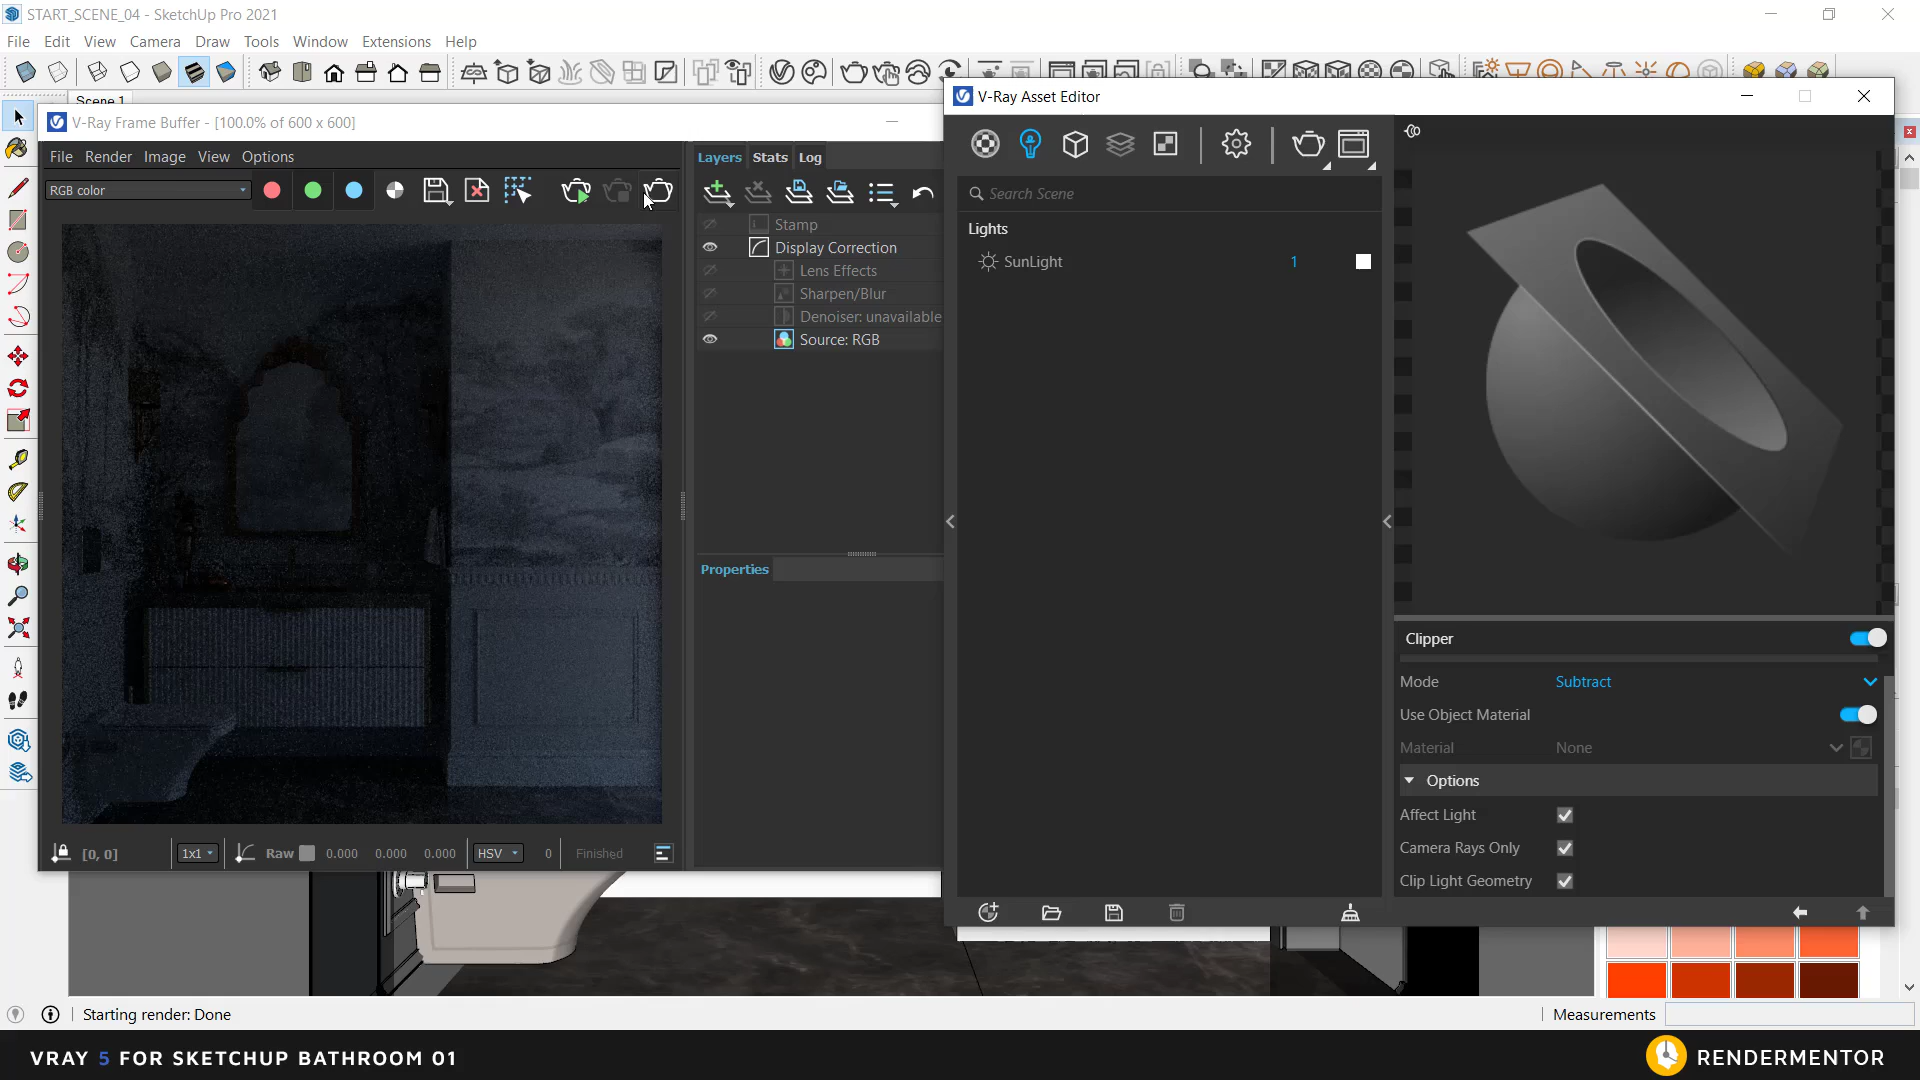 START_SCENE_04 - SketchUp Pro 2021
File Edit View Camera Draw Tools Window Extensions Help
Scene 1
V-Ray Frame Buffer - [100.0% of 600 x 600]
File Render Image View Options
RGB color
Layers Stats Log
Stamp
Display Correction
Lens Effects
Sharpen/Blur
Denoiser: unavailable
Source: RGB
Properties
[0, 0] 1x1 Raw 0.000 0.000 0.000 HSV 0 Finished
V-Ray Asset Editor
Search Scene
Lights
SunLight 1
Clipper
Mode Subtract
Use Object Material
Material None
Options
Affect Light
Camera Rays Only
Clip Light Geometry
Starting render: Done
Measurements
VRAY 5 FOR SKETCHUP BATHROOM 01
RENDERMENTOR